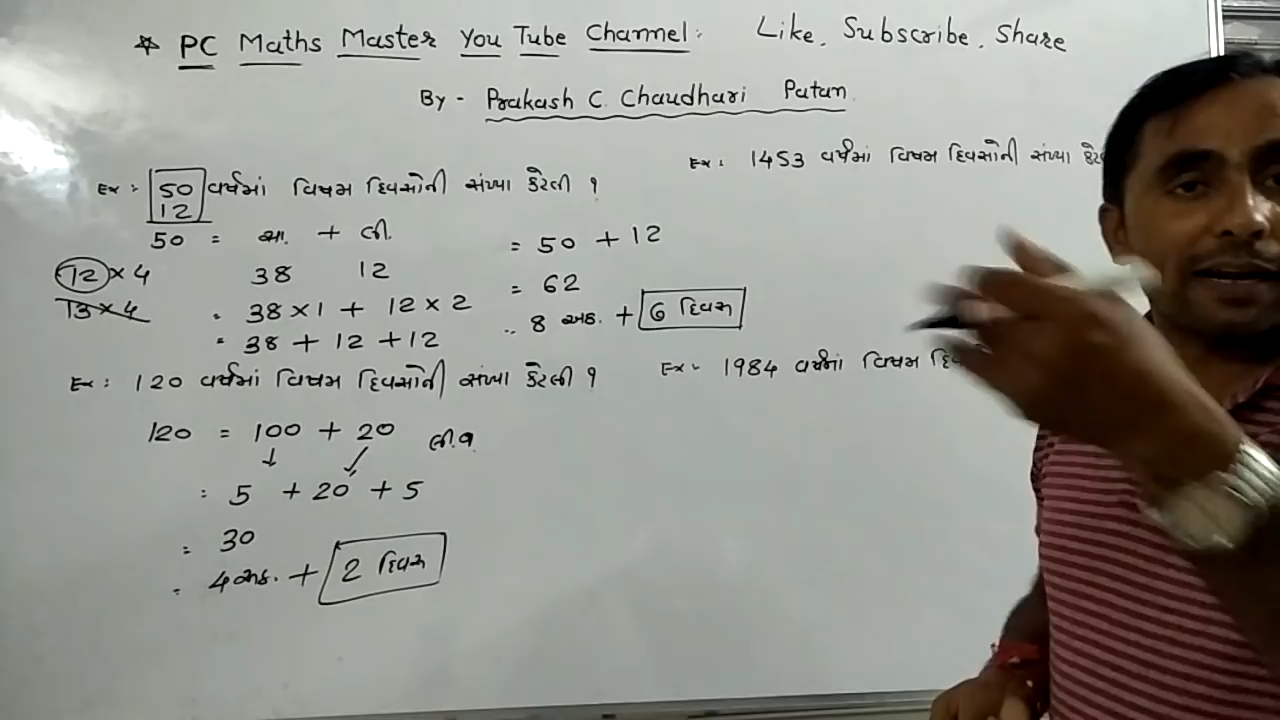 ☆ PC Maths Master You Tube Channel: Like, Subscribe, Share
By - Prakash C. Chaudhari Patan
Ex: 50 વર્ષમાં વિષમ દિવસોની સંખ્યા કેટલી ?
12
50 = સા. + લી.
12 × 4 38 12
13 × 4
= 38 × 1 + 12 × 2
= 38 + 12 + 12
= 50 + 12
= 62
∴ 8 અઠ. + 6 દિવસ
Ex: 120 વર્ષમાં વિષમ દિવસોની સંખ્યા કેટલી ?
120 = 100 + 20 લી.વ
↓ ↙
= 5 + 20 + 5
= 30
= 4 અઠ. + 2 દિવસ
Ex: 1453 વર્ષમાં વિષમ દિવસોની સંખ્યા
Ex: 1984 વર્ષમાં વિષમ